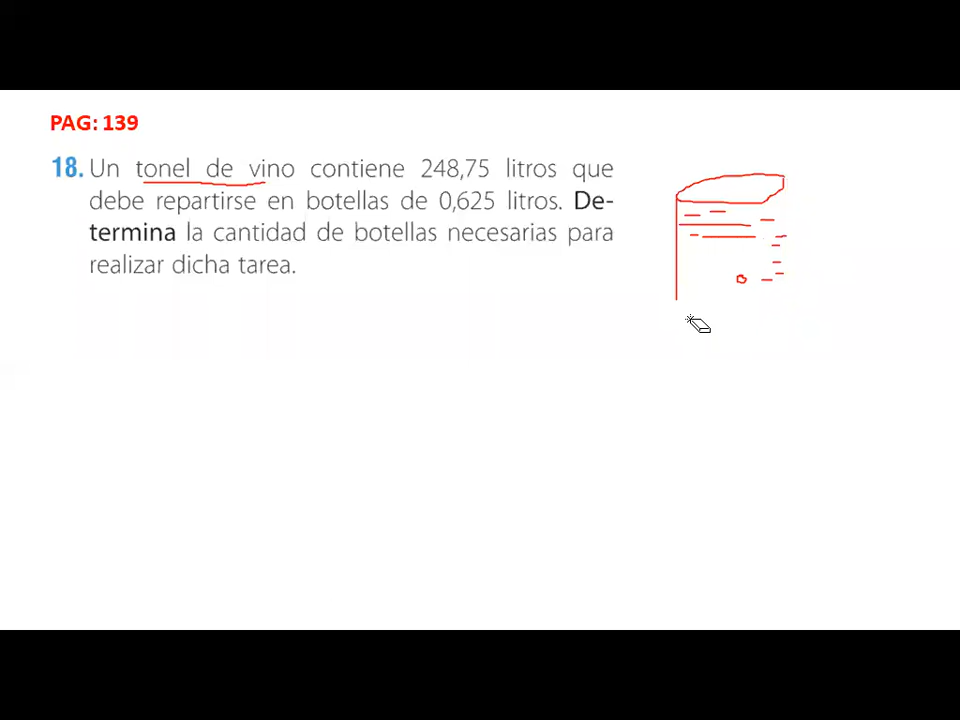 PAG: 139
18. Un tonel de vino contiene 248,75 litros que
debe repartirse en botellas de 0,625 litros. De-
termina la cantidad de botellas necesarias para
realizar dicha tarea.